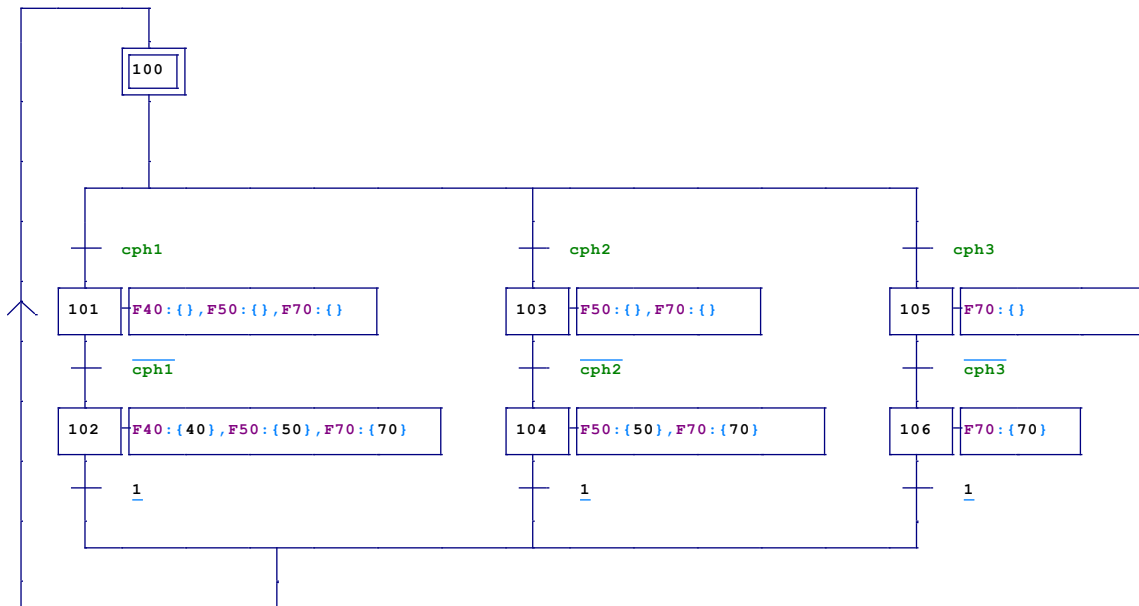 100
cph1 cph2 cph3
101 F40:{},F50:{},F70:{} 103 F50:{},F70:{} 105 F70:{}
cph1 cph2 cph3
102 F40:{40},F50:{50},F70:{70} 104 F50:{50},F70:{70} 106 F70:{70}
1 1 1